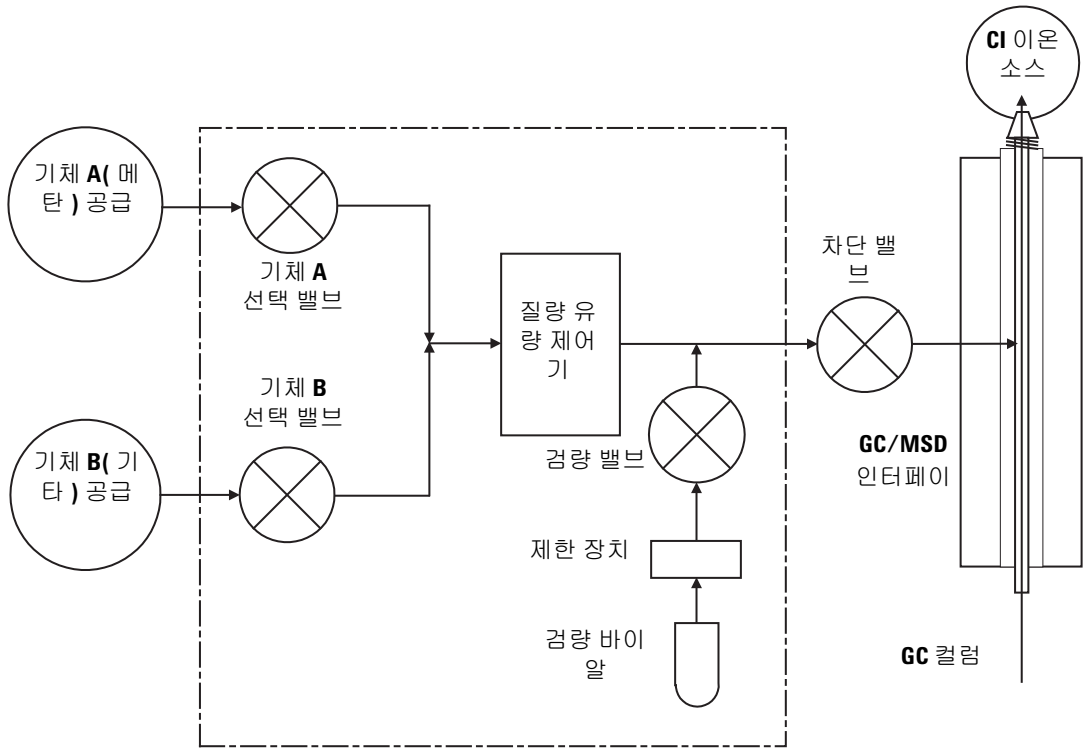 CI 이온
소스
기체 A( 메
탄 ) 공급
기체 A
선택 밸브
차단 밸
브
질량 유
량 제어
기
기체 B
선택 밸브
기체 B( 기
타 ) 공급
검량 밸브
GC/MSD
인터페이
제한 장치
검량 바이
알
GC 컬럼